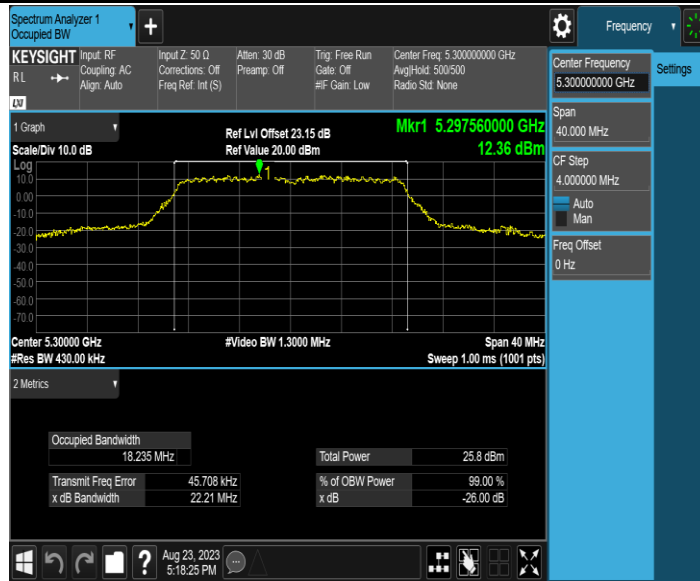 Spectrum Analyzer 1
Occupied BW
+
Frequency
KEYSIGHT
RL
LXI
Input: RF
Coupling: AC
Align: Auto
Input Z: 50 Ω
Corrections: Off
Freq Ref: Int (S)
Atten: 30 dB
Preamp: Off
Trig: Free Run
Gate: Off
#IF Gain: Low
Center Freq: 5.300000000 GHz
Avg|Hold: 500/500
Radio Std: None
Center Frequency
5.300000000 GHz
Settings
Span
40.000 MHz
CF Step
4.000000 MHz
Auto
Man
Freq Offset
0 Hz
1 Graph
Scale/Div 10.0 dB
Ref Lvl Offset 23.15 dB
Ref Value 20.00 dBm
Mkr1 5.297560000 GHz
12.36 dBm
Log
10.0
0.00
-10.0
-20.0
-30.0
-40.0
-50.0
-60.0
-70.0
1
Center 5.30000 GHz
#Res BW 430.00 kHz
#Video BW 1.3000 MHz
Span 40 MHz
Sweep 1.00 ms (1001 pts)
2 Metrics
Occupied Bandwidth
18.235 MHz
Total Power 25.8 dBm
Transmit Freq Error 45.708 kHz
% of OBW Power 99.00 %
x dB Bandwidth 22.21 MHz
x dB -26.00 dB
?
Aug 23, 2023
5:18:25 PM